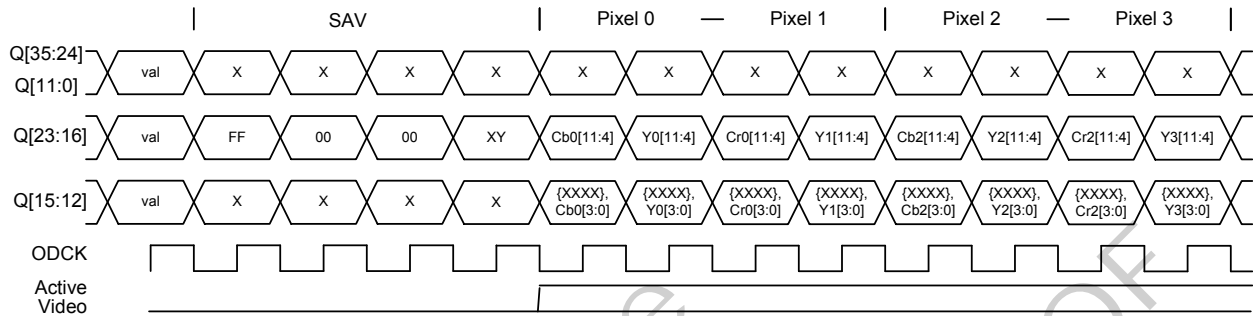 SAV Pixel 0 — Pixel 1 Pixel 2 — Pixel 3
Q[35:24]
Q[11:0]
val X X X X X X X X X X X X
Q[23:16] val FF 00 00 XY Cb0[11:4] Y0[11:4] Cr0[11:4] Y1[11:4] Cb2[11:4] Y2[11:4] Cr2[11:4] Y3[11:4]
Q[15:12] val X X X X {XXXX}, {XXXX}, {XXXX}, {XXXX}, {XXXX}, {XXXX}, {XXXX}, {XXXX},
Cb0[3:0] Y0[3:0] Cr0[3:0] Y1[3:0] Cb2[3:0] Y2[3:0] Cr2[3:0] Y3[3:0]
ODCK
Active
Video